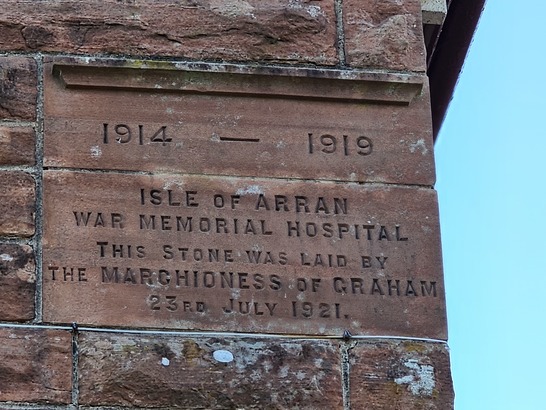 1914 — 1919
ISLE OF ARRAN
WAR MEMORIAL HOSPITAL
THIS STONE WAS LAID BY
THE MARCHIONESS OF GRAHAM
23RD JULY 1921.